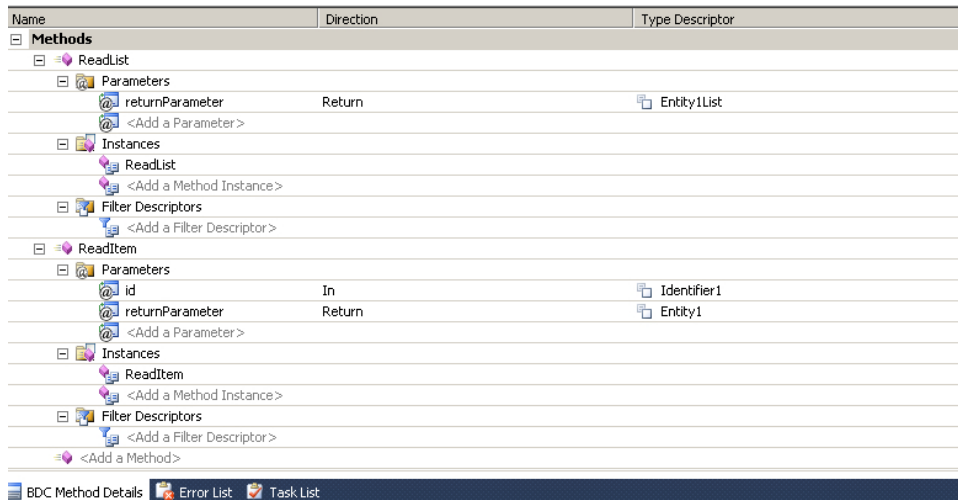 Name Direction Type Descriptor
Methods
ReadList
Parameters
returnParameter Return Entity1List
<Add a Parameter>
Instances
ReadList
<Add a Method Instance>
Filter Descriptors
<Add a Filter Descriptor>
ReadItem
Parameters
id In Identifier1
returnParameter Return Entity1
<Add a Parameter>
Instances
ReadItem
<Add a Method Instance>
Filter Descriptors
<Add a Filter Descriptor>
<Add a Method>
BDC Method Details Error List Task List